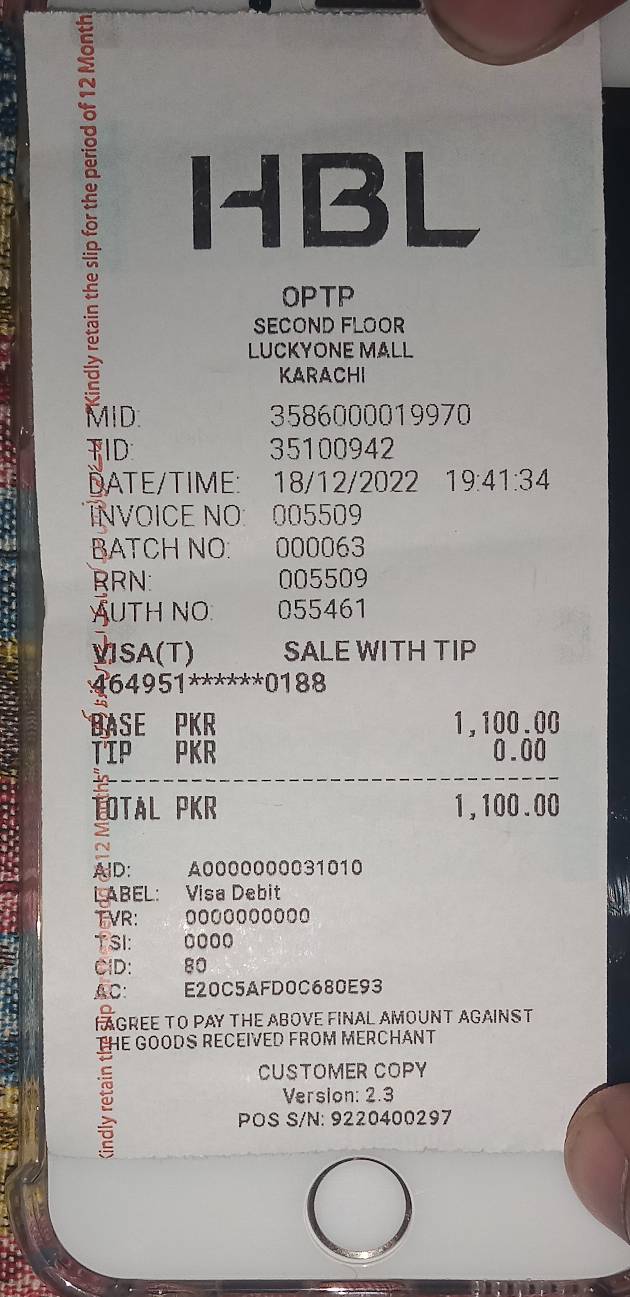 HBL
OPTP
SECOND FLOOR
LUCKYONE MALL
KARACHI
MID: 3586000019970
TID: 35100942
DATE/TIME: 18/12/2022 19:41:34
INVOICE NO: 005509
BATCH NO: 000063
RRN: 005509
AUTH NO: 055461
VISA(T) SALE WITH TIP
464951******0188
BASE PKR 1,100.00
TIP PKR 0.00
TOTAL PKR 1,100.00
AID: A0000000031010
LABEL: Visa Debit
TVR: 0000000000
TSI: 0000
CID: 80
AC: E20C5AFD0C680E93
I AGREE TO PAY THE ABOVE FINAL AMOUNT AGAINST
THE GOODS RECEIVED FROM MERCHANT
CUSTOMER COPY
Version: 2.3
POS S/N: 9220400297
"Kindly retain the slip for the period of 12 Month
Kindly retain the slip for the period of 12 Months"